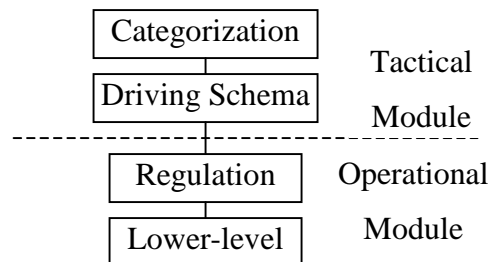 Categorization
Tactical
Driving Schema
Module
Regulation
Operational
Lower-level
Module